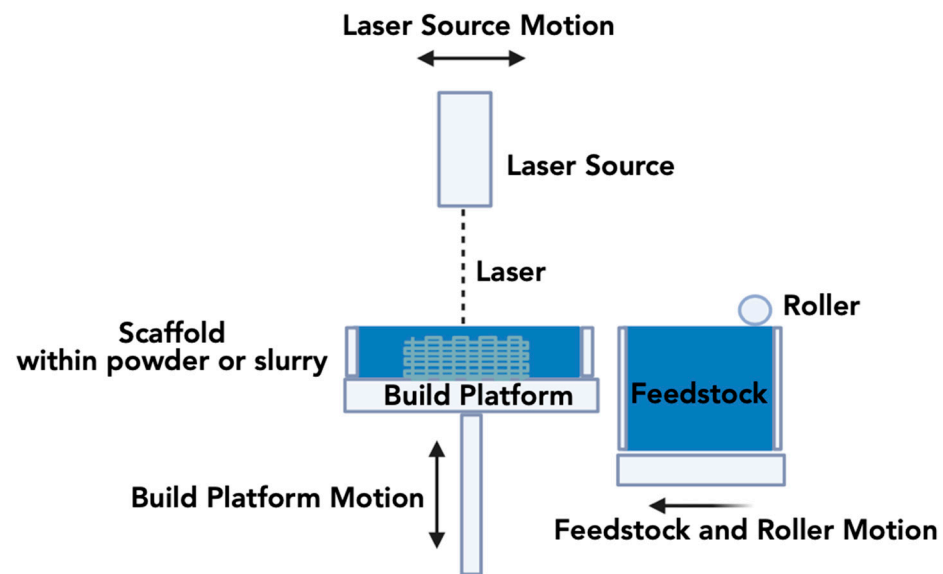 Laser Source Motion
Laser Source
Laser
Roller
Scaffold
within powder or slurry
Build Platform
Feedstock
Build Platform Motion
Feedstock and Roller Motion